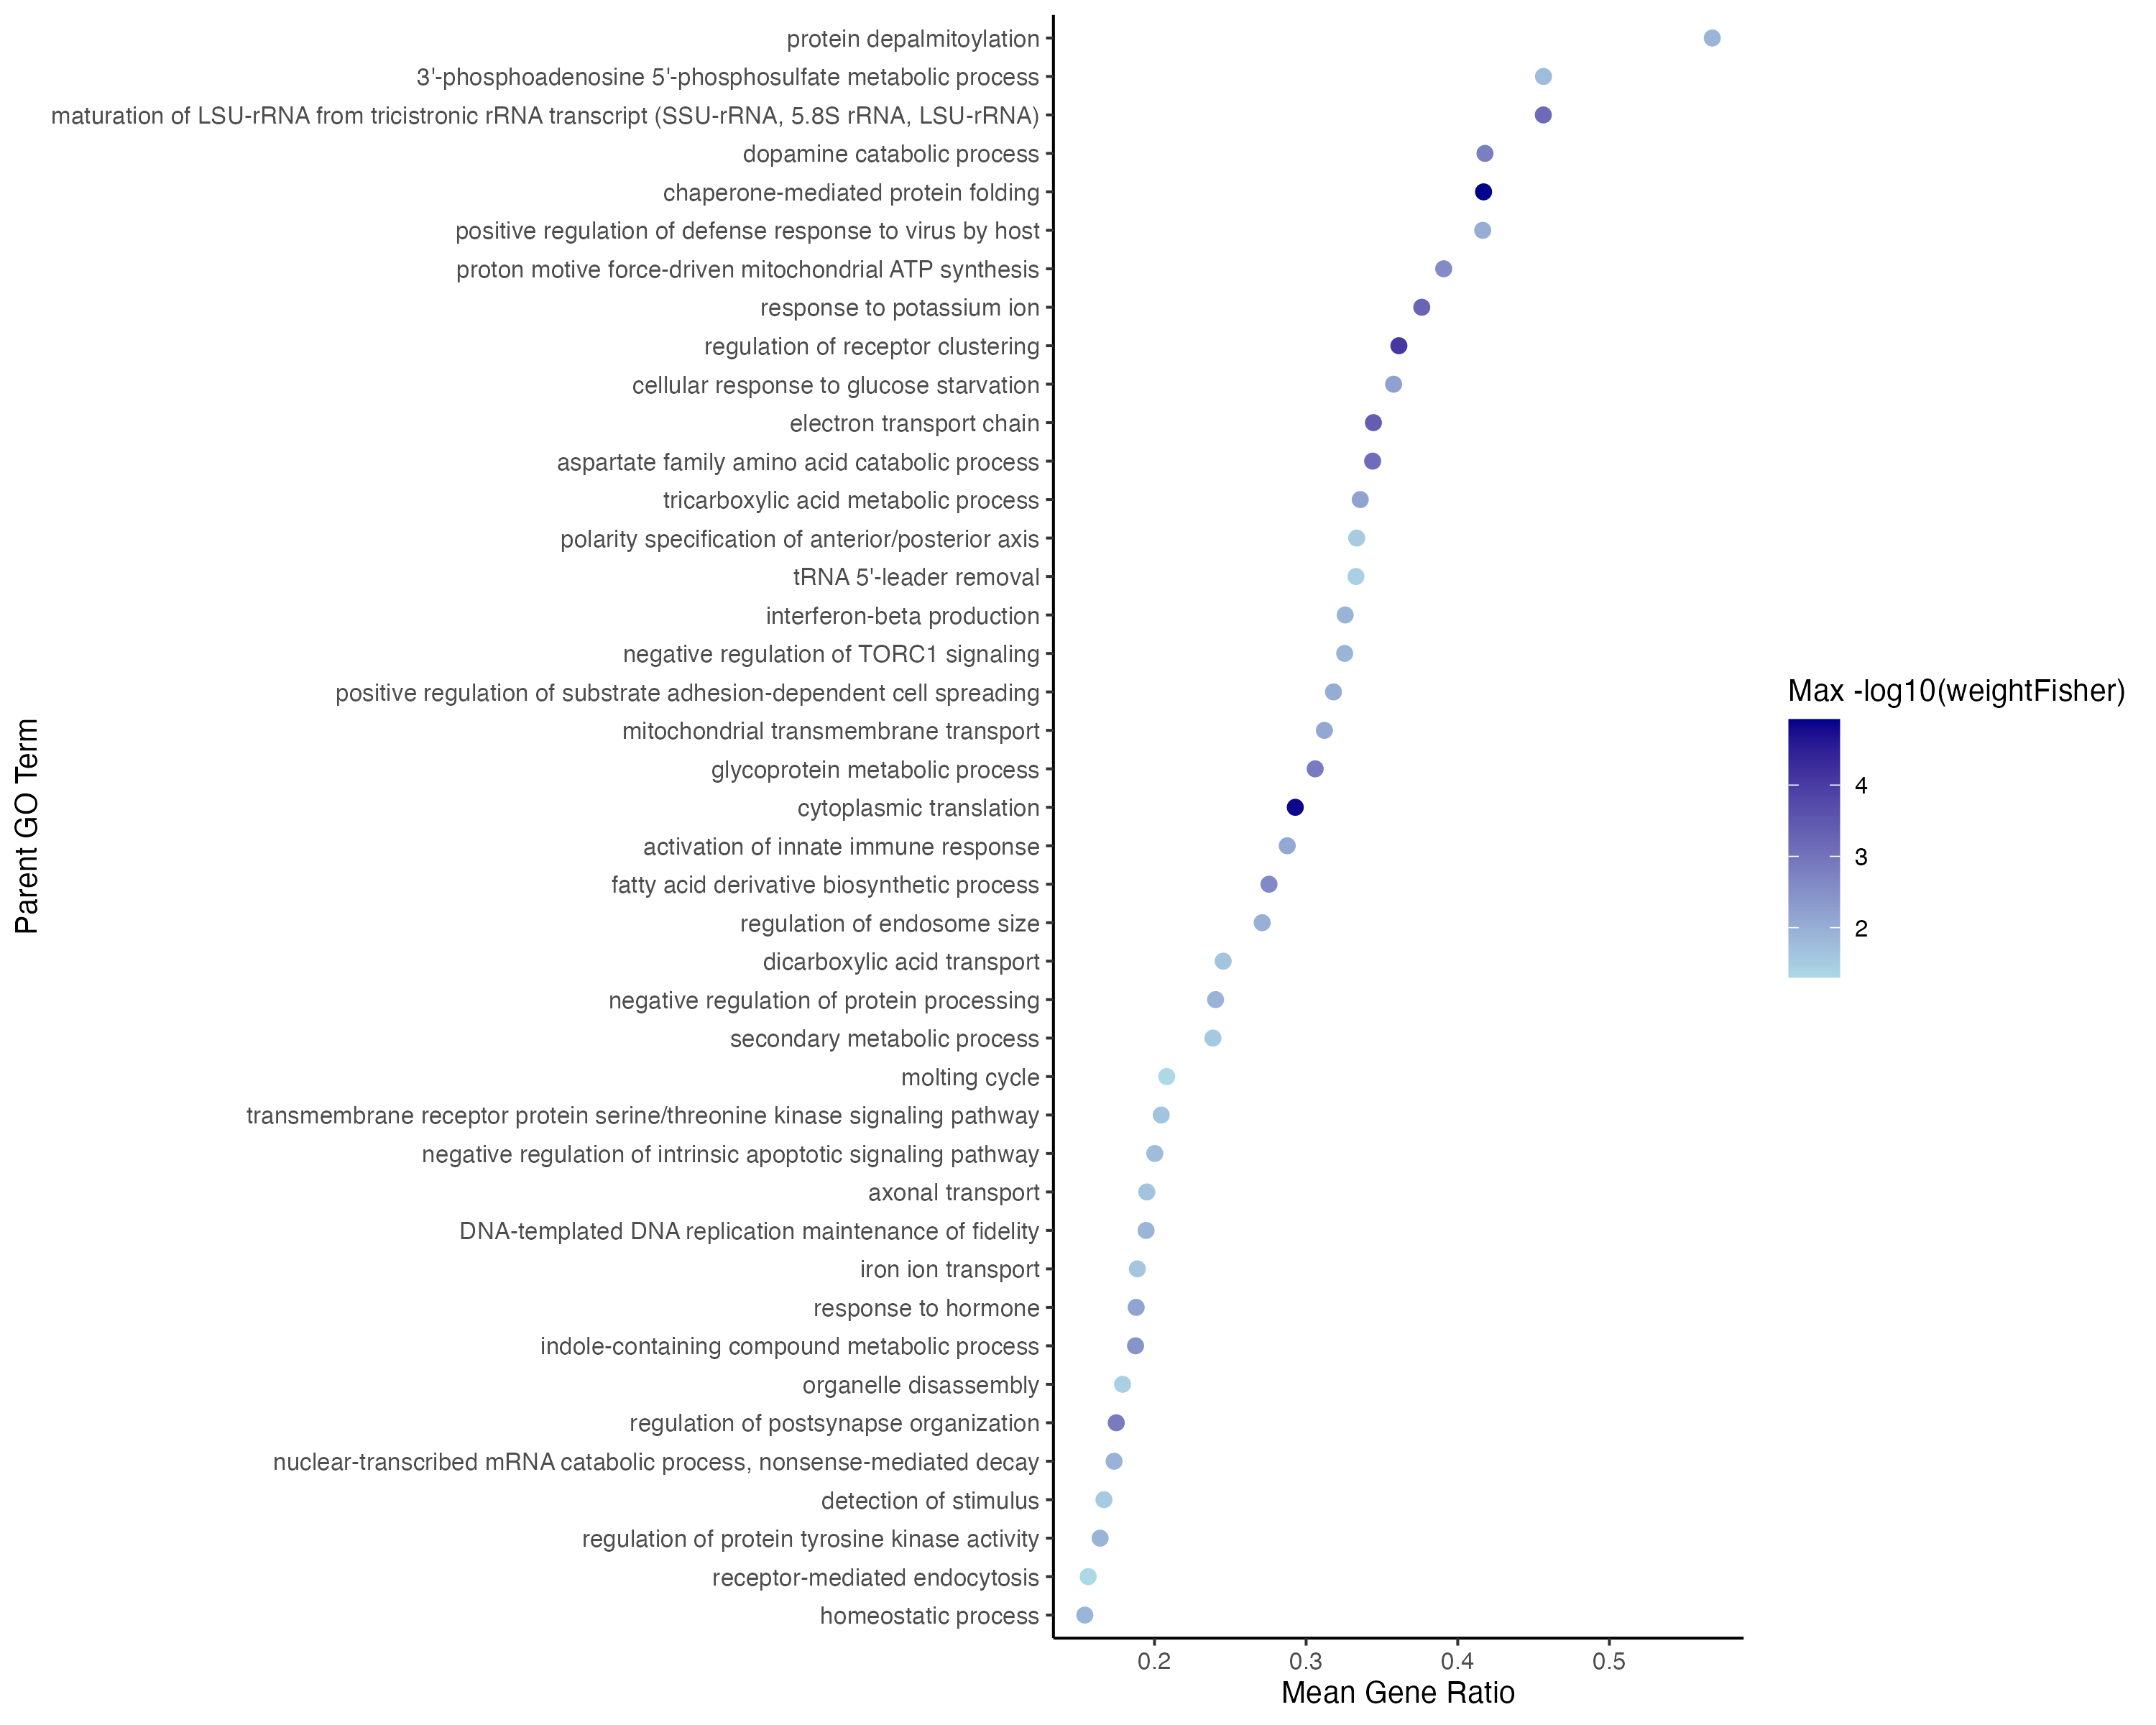 protein depalmitoylation
3'-phosphoadenosine 5'-phosphosulfate metabolic process
maturation of LSU-rRNA from tricistronic rRNA transcript (SSU-rRNA, 5.8S rRNA, LSU-rRNA)
dopamine catabolic process
chaperone-mediated protein folding
positive regulation of defense response to virus by host
proton motive force-driven mitochondrial ATP synthesis
response to potassium ion
regulation of receptor clustering
cellular response to glucose starvation
electron transport chain
aspartate family amino acid catabolic process
tricarboxylic acid metabolic process
polarity specification of anterior/posterior axis
tRNA 5'-leader removal
interferon-beta production
negative regulation of TORC1 signaling
positive regulation of substrate adhesion-dependent cell spreading
mitochondrial transmembrane transport
glycoprotein metabolic process
cytoplasmic translation
activation of innate immune response
fatty acid derivative biosynthetic process
regulation of endosome size
dicarboxylic acid transport
negative regulation of protein processing
secondary metabolic process
molting cycle
transmembrane receptor protein serine/threonine kinase signaling pathway
negative regulation of intrinsic apoptotic signaling pathway
axonal transport
DNA-templated DNA replication maintenance of fidelity
iron ion transport
response to hormone
indole-containing compound metabolic process
organelle disassembly
regulation of postsynapse organization
nuclear-transcribed mRNA catabolic process, nonsense-mediated decay
detection of stimulus
regulation of protein tyrosine kinase activity
receptor-mediated endocytosis
homeostatic process
Parent GO Term
0.2 0.3 0.4 0.5
Mean Gene Ratio
Max -log10(weightFisher)
4
3
2